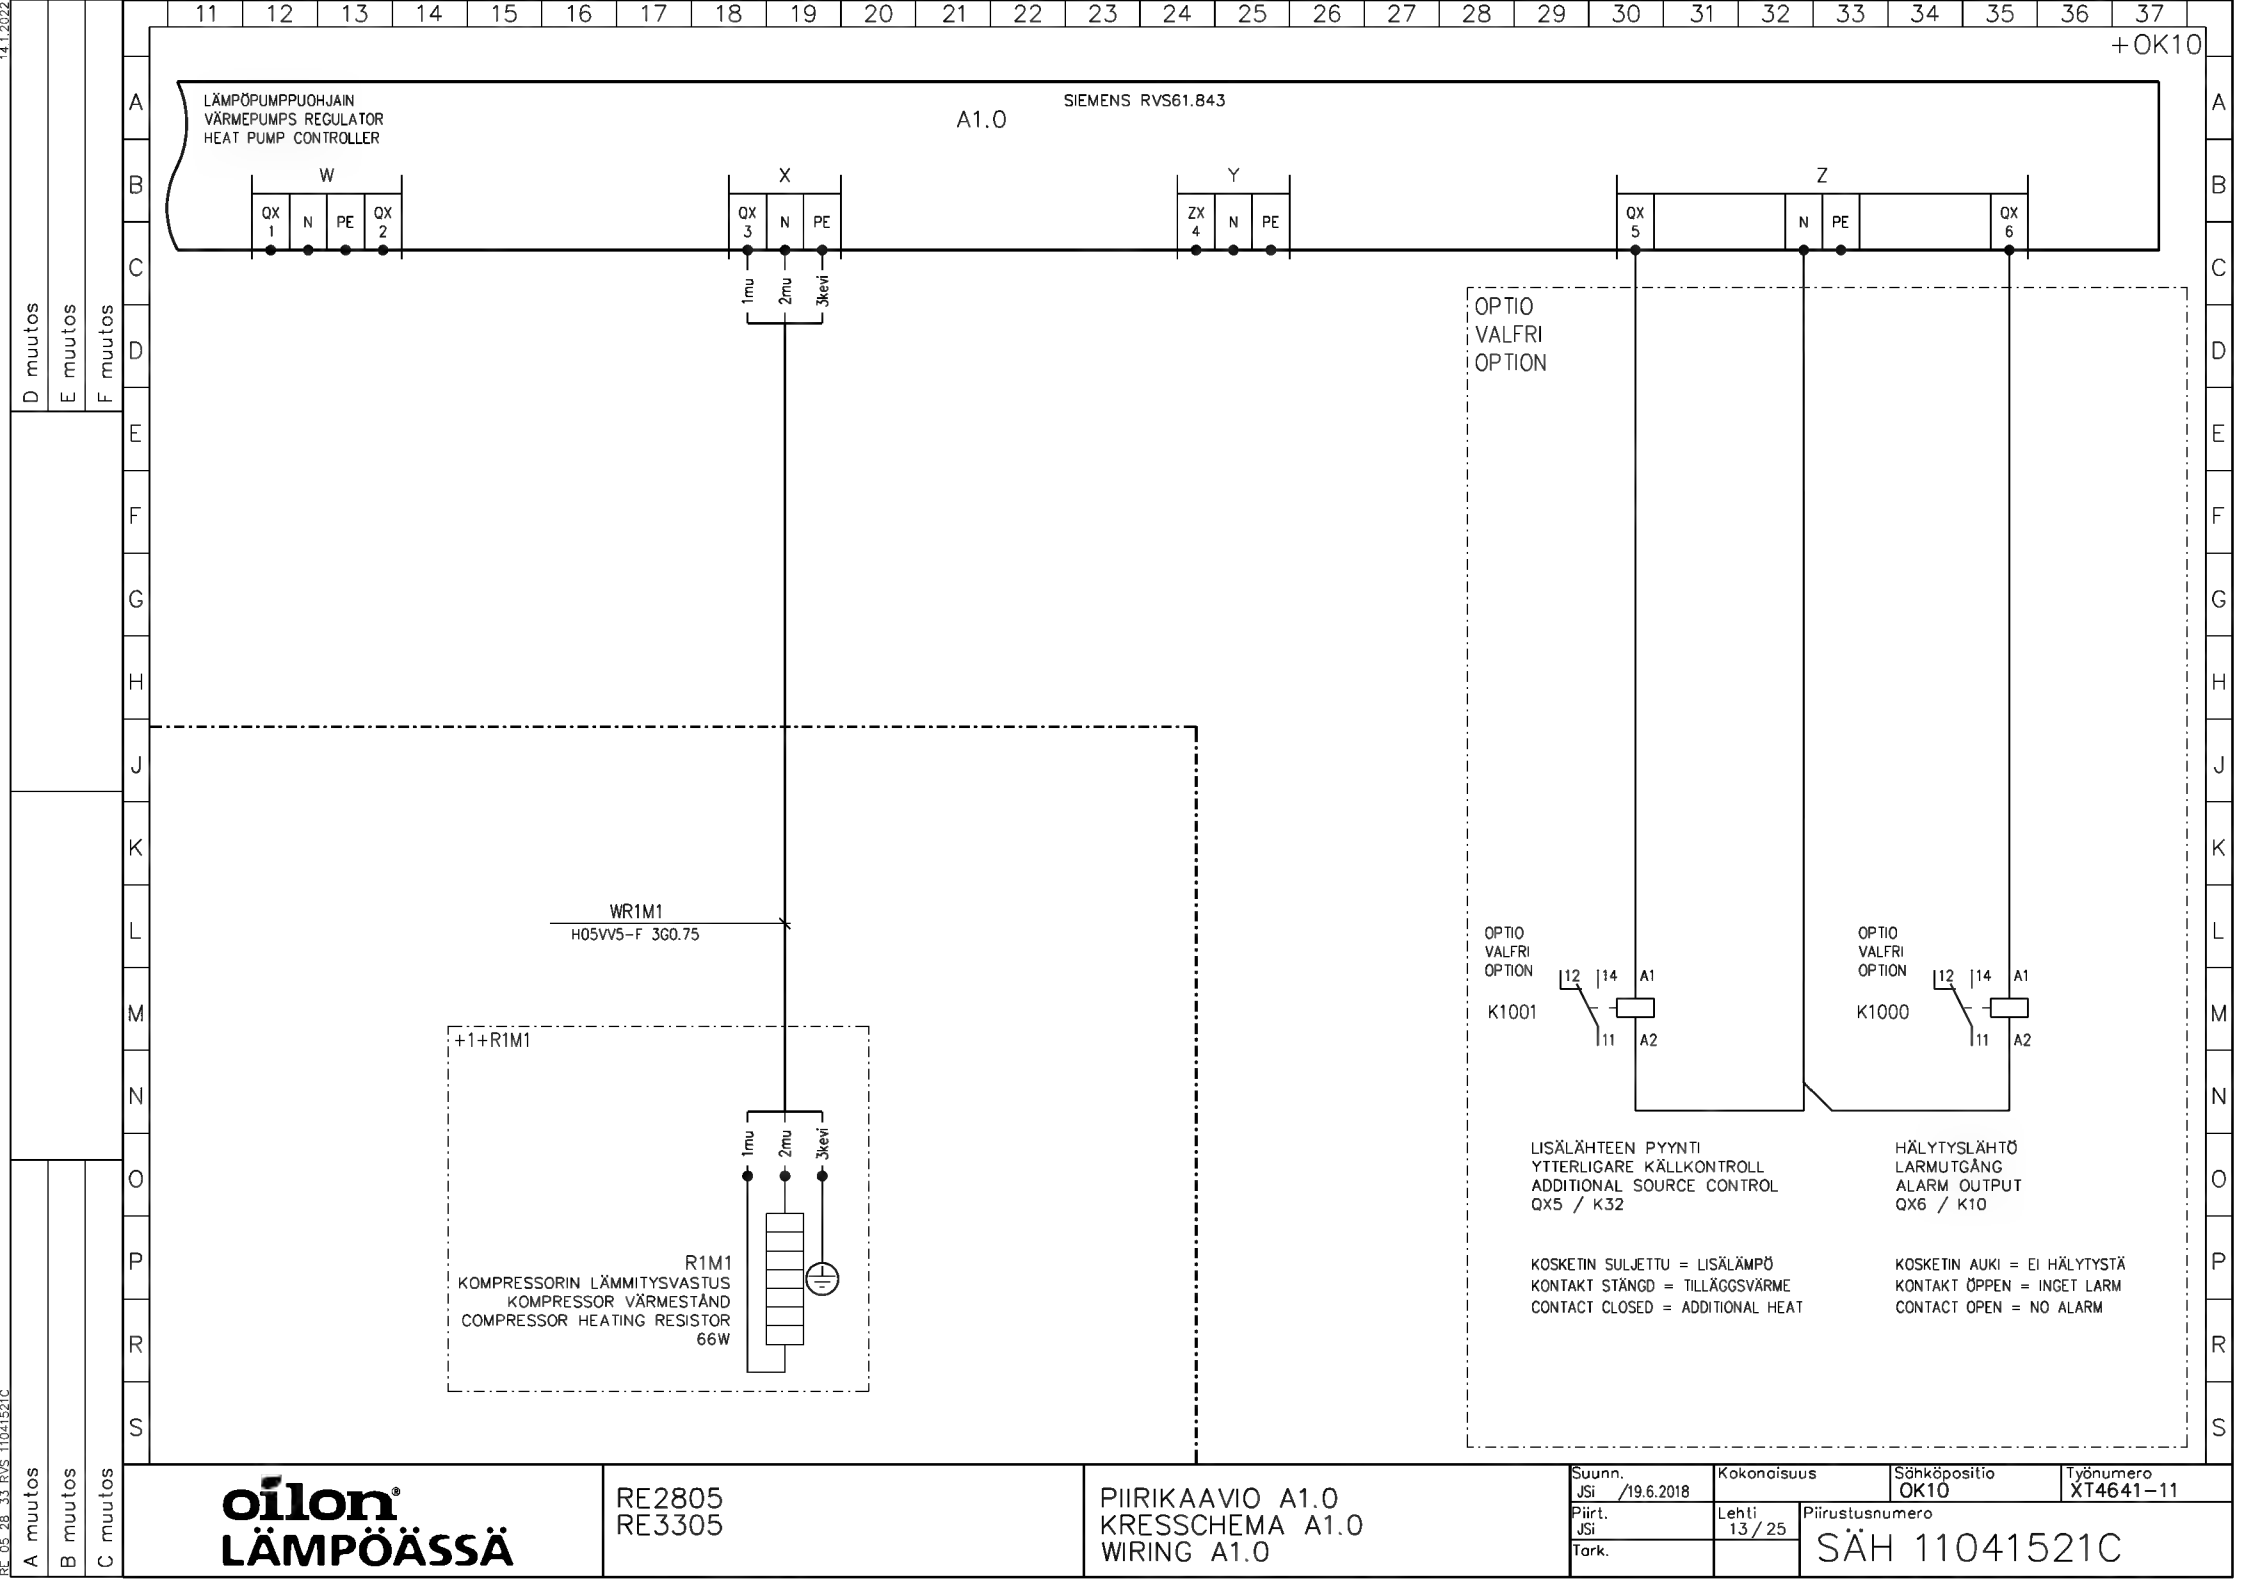 14.1.2022
11 12 13 14 15 16 17 18 19 20 21 22 23 24 25 26 27 28 29 30 31 32 33 34 35 36 37
+OK10
A
B
C
D
E
F
G
H
J
K
L
M
N
O
P
R
S
LÄMPÖPUMPPUOHJAIN
VÄRMEPUMPS REGULATOR
HEAT PUMP CONTROLLER
A1.0
SIEMENS RVS61.843
W
QX 1
N
PE
QX 2
X
QX 3
N
PE
Y
ZX 4
N
PE
Z
QX 5
N
PE
QX 6
1mu
2mu
3kevi
OPTIO
VALFRI
OPTION
WR1M1
H05VV5-F 3G0.75
+1+R1M1
1mu
2mu
3kevi
R1M1
KOMPRESSORIN LÄMMITYSVASTUS
KOMPRESSOR VÄRMESTÅND
COMPRESSOR HEATING RESISTOR
66W
OPTIO
VALFRI
OPTION
K1001
12
14
A1
11
A2
OPTIO
VALFRI
OPTION
K1000
12
14
A1
11
A2
LISÄLÄHTEEN PYYNTI
YTTERLIGARE KÄLLKONTROLL
ADDITIONAL SOURCE CONTROL
QX5 / K32
KOSKETIN SULJETTU = LISÄLÄMPÖ
KONTAKT STÄNGD = TILLÄGGSVÄRME
CONTACT CLOSED = ADDITIONAL HEAT
HÄLYTYSLÄHTÖ
LARMUTGÅNG
ALARM OUTPUT
QX6 / K10
KOSKETIN AUKI = EI HÄLYTYSTÄ
KONTAKT ÖPPEN = INGET LARM
CONTACT OPEN = NO ALARM
A
B
C
D
E
F
G
H
J
K
L
M
N
O
P
R
S
D muutos
E muutos
F muutos
A muutos
B muutos
C muutos
RE 05 28 33 RVS 11041521C
oilon®
LÄMPÖÄSSÄ
RE2805
RE3305
PIIRIKAAVIO A1.0
KRESSCHEMA A1.0
WIRING A1.0
Suunn.
JSi /19.6.2018
Piirt.
JSi
Tark.
Kokonaisuus
Lehti
13/25
Sähköpositio
OK10
Työnumero
XT4641-11
Piirustusnumero
SÄH 11041521C